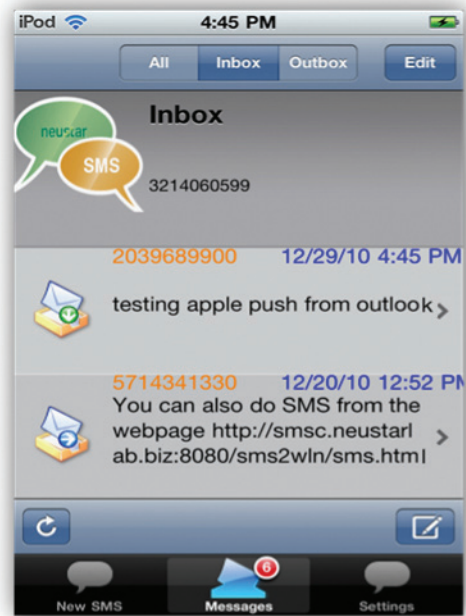 iPod 4:45 PM
All Inbox Outbox Edit
Inbox
neustar
SMS
3214060599
2039689900 12/29/10 4:45 PM
testing apple push from outlook
5714341330 12/20/10 12:52 PM
You can also do SMS from the
webpage http://smsc.neustarl
ab.biz:8080/sms2wln/sms.html
6
New SMS Messages Settings